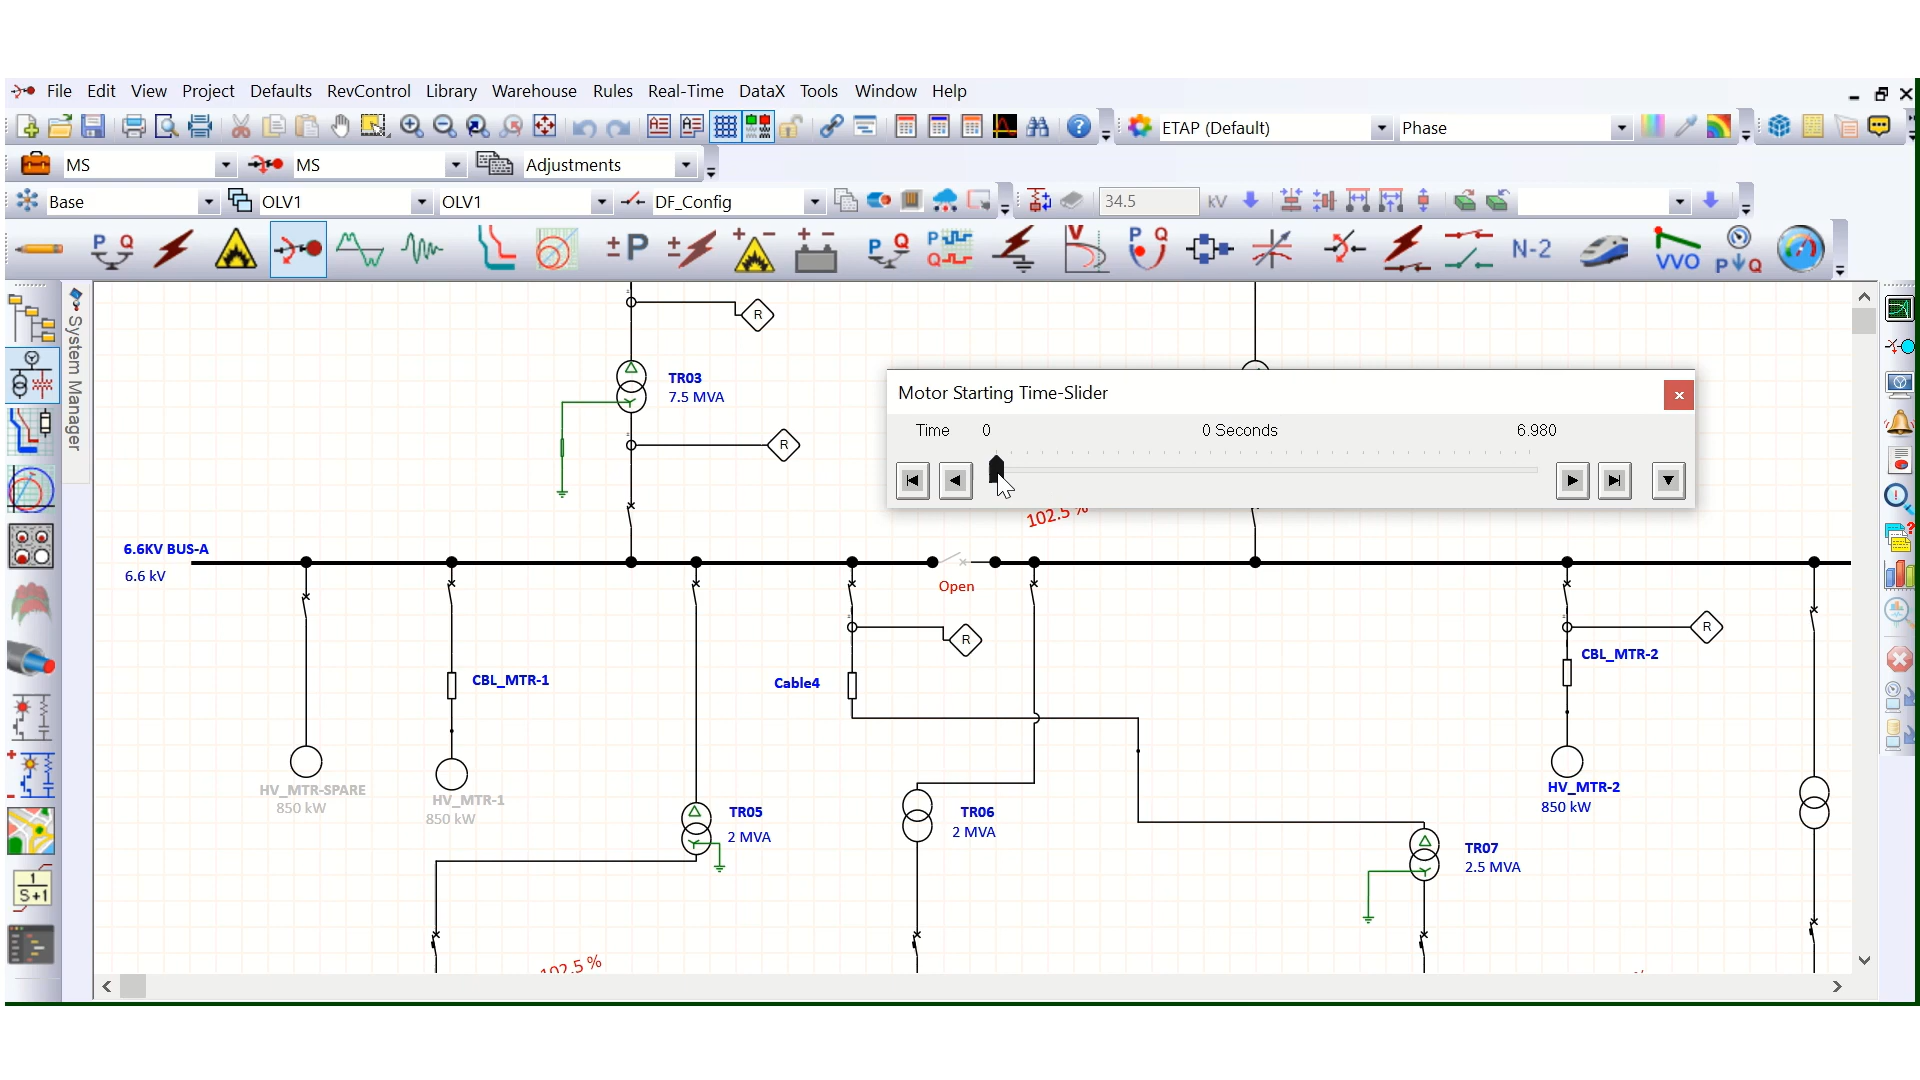 File Edit View Project Defaults RevControl Library Warehouse Rules Real-Time DataX Tools Window Help
ETAP (Default) Phase
MS MS Adjustments
Base OLV1 OLV1 DF_Config 34.5 kV
P Q ± P P Q P Q V P Q N-2 VVO P Q
System Manager
R
TR03
7.5 MVA
R
Motor Starting Time-Slider
Time 0 0 Seconds 6.980
102.5 %
6.6KV BUS-A
6.6 kV
Open
R
R
CBL_MTR-2
CBL_MTR-1
Cable4
HV_MTR-SPARE
850 kW
HV_MTR-1
850 kW
HV_MTR-2
850 kW
TR05
2 MVA
TR06
2 MVA
TR07
2.5 MVA
1
S+1
102.5 %